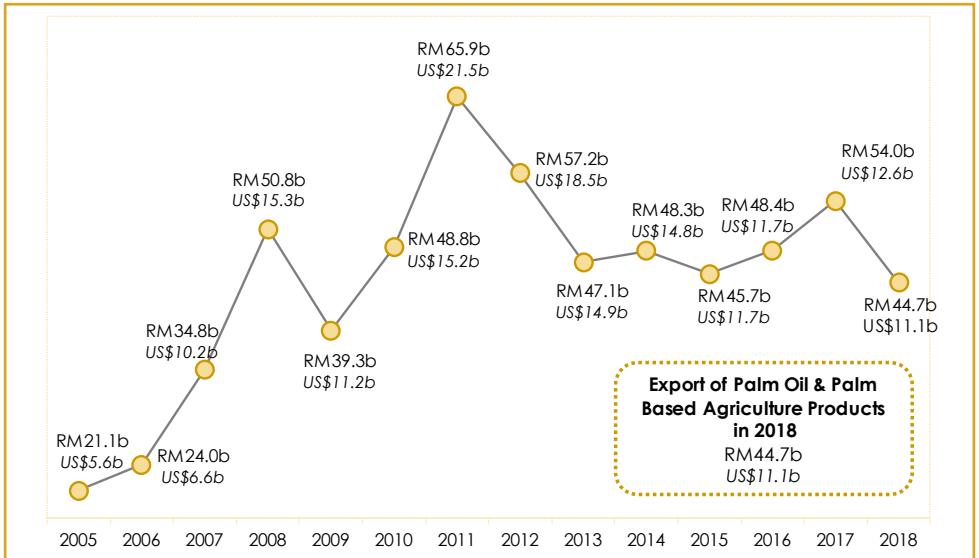 RM65.9b
US$21.5b
RM57.2b
US$18.5b
RM54.0b
US$12.6b
RM50.8b
US$15.3b
RM48.8b
US$15.2b
RM48.3b
US$14.8b
RM48.4b
US$11.7b
RM47.1b
US$14.9b
RM45.7b
US$11.7b
RM44.7b
US$11.1b
RM34.8b
US$10.2b
RM39.3b
US$11.2b
RM21.1b
US$5.6b
RM24.0b
US$6.6b
Export of Palm Oil & Palm
Based Agriculture Products
in 2018
RM44.7b
US$11.1b
2005 2006 2007 2008 2009 2010 2011 2012 2013 2014 2015 2016 2017 2018